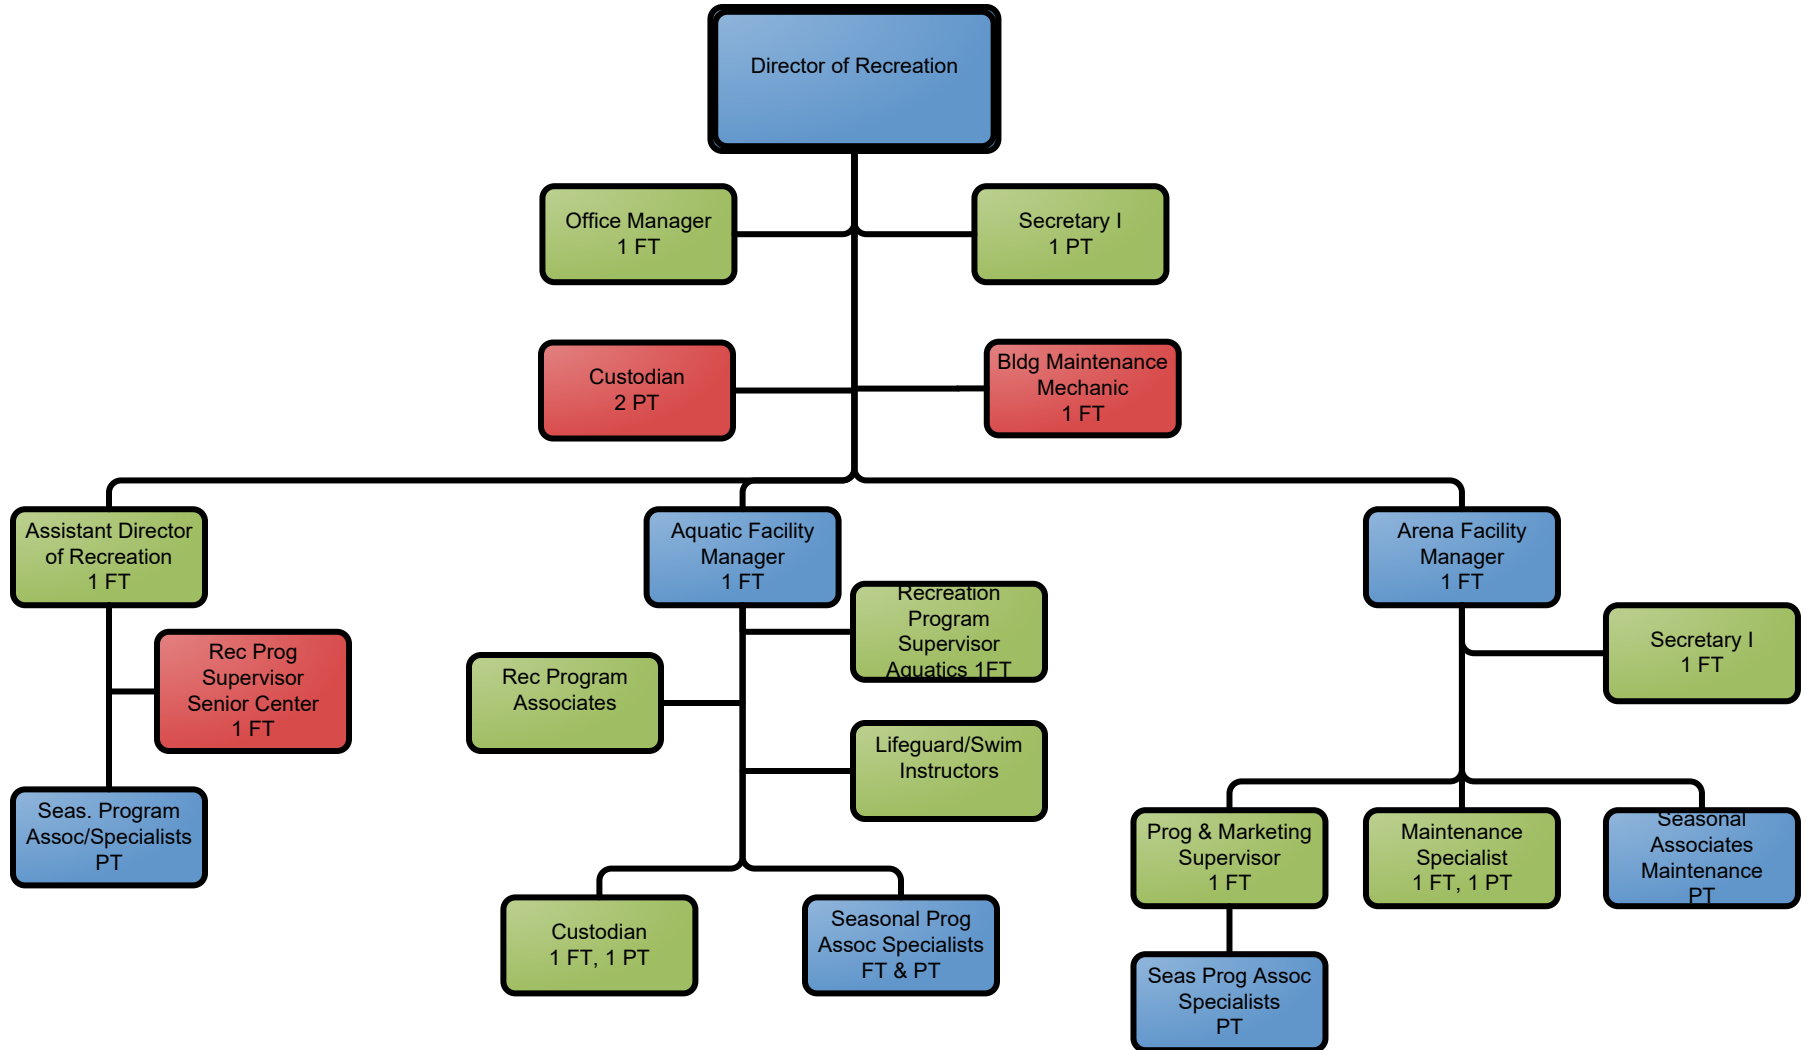 Director of Recreation
Office Manager
1 FT
Secretary I
1 PT
Custodian
2 PT
Bldg Maintenance
Mechanic
1 FT
Assistant Director
of Recreation
1 FT
Aquatic Facility
Manager
1 FT
Arena Facility
Manager
1 FT
Recreation
Program
Supervisor
Aquatics 1FT
Secretary I
1 FT
Rec Prog
Supervisor
Senior Center
1 FT
Rec Program
Associates
Lifeguard/Swim
Instructors
Seas. Program
Assoc/Specialists
PT
Prog & Marketing
Supervisor
1 FT
Maintenance
Specialist
1 FT, 1 PT
Seasonal
Associates
Maintenance
PT
Custodian
1 FT, 1 PT
Seasonal Prog
Assoc Specialists
FT & PT
Seas Prog Assoc
Specialists
PT